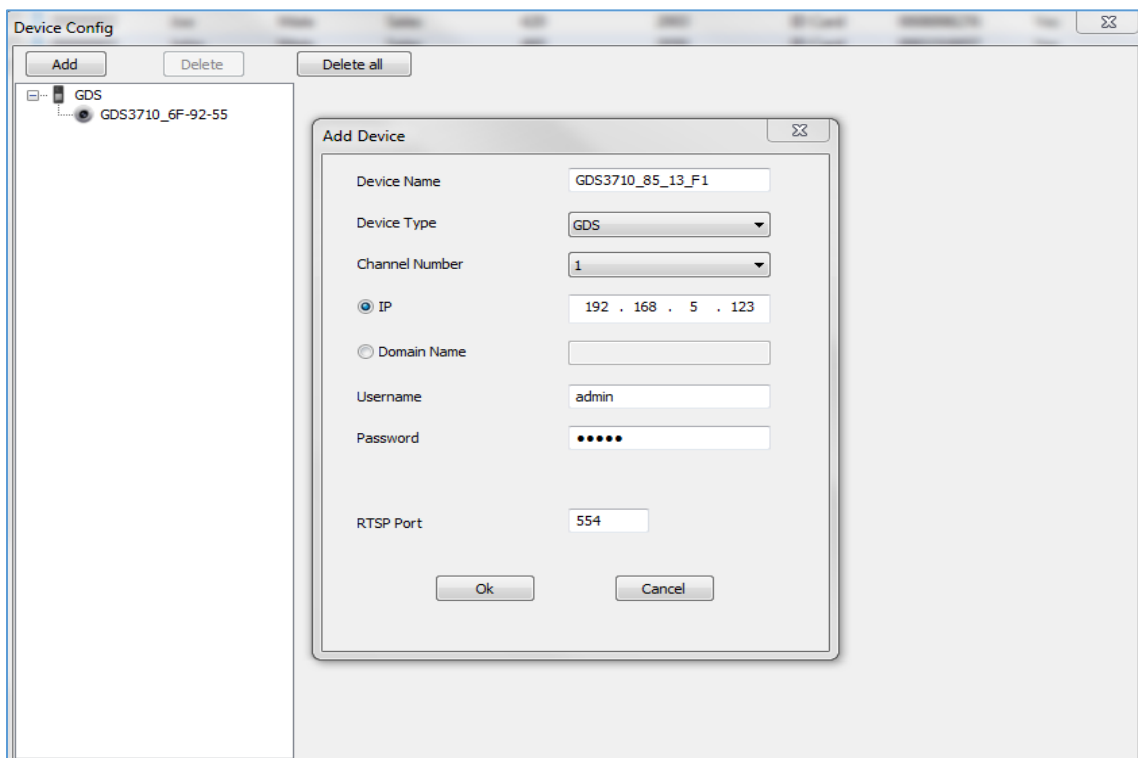 Device Config
Add Delete Delete all
GDS
GDS3710_6F-92-55
Add Device
Device Name GDS3710_85_13_F1
Device Type GDS
Channel Number 1
IP 192 . 168 . 5 . 123
Domain Name
Username admin
Password •••••
RTSP Port 554
Ok Cancel